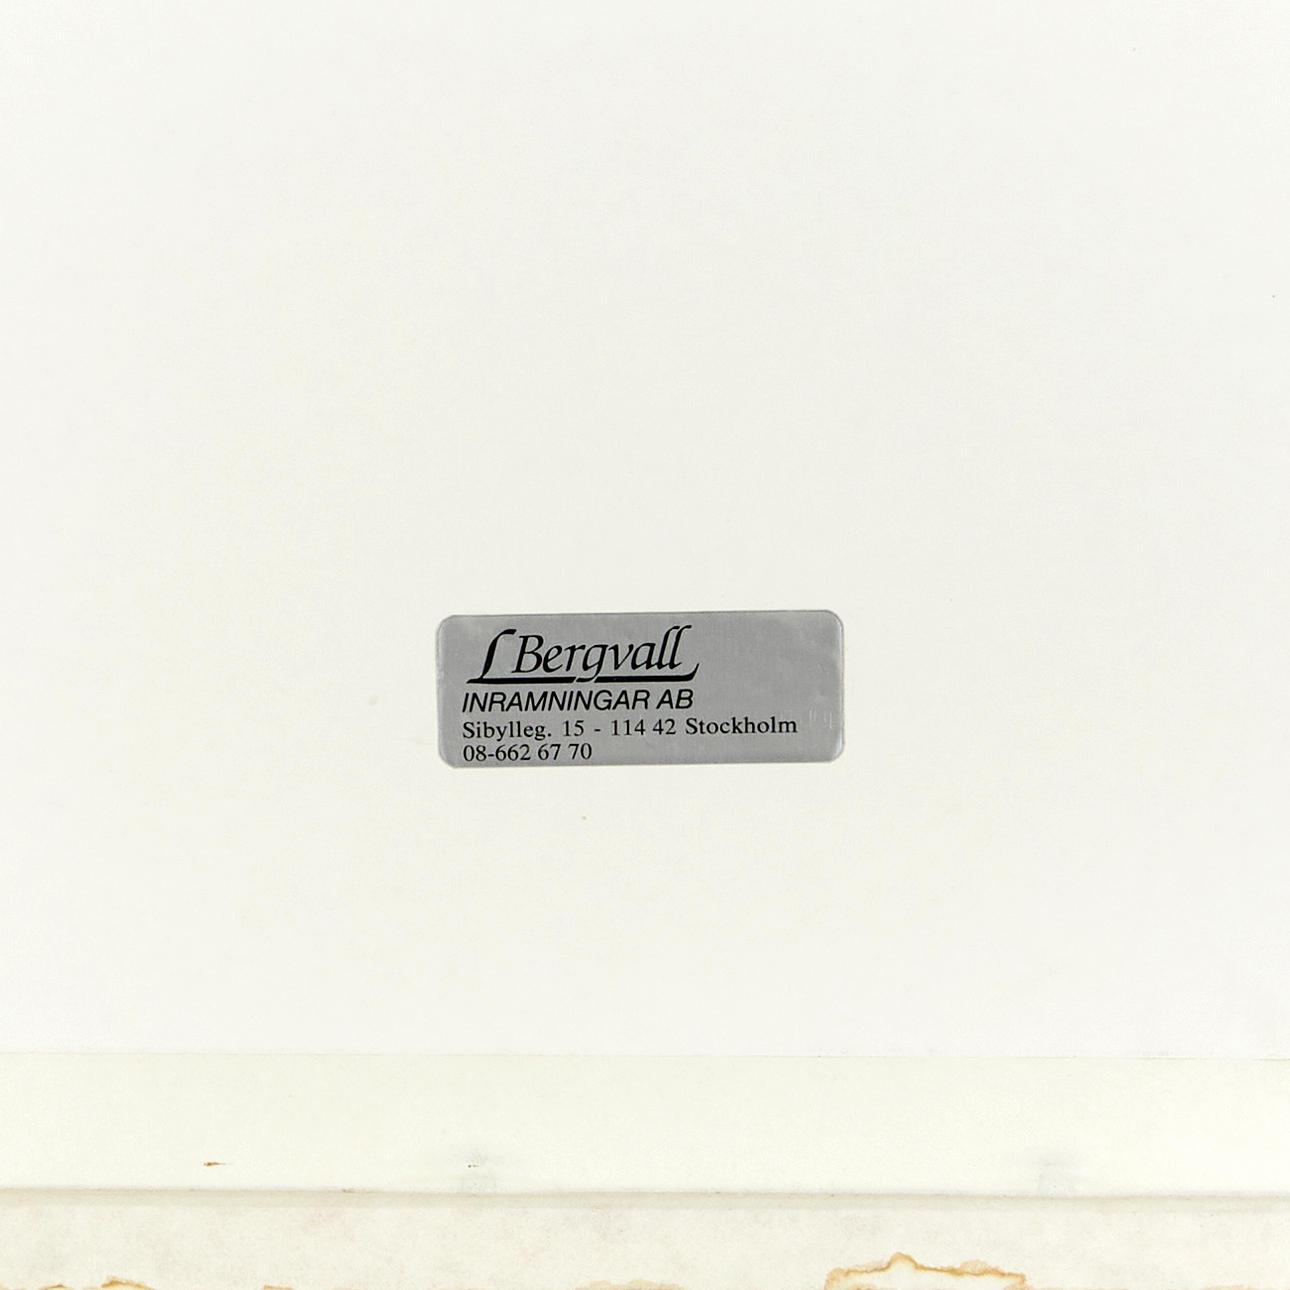 L Bergvall
INRAMNINGAR AB
Sibylleg. 15 - 114 42 Stockholm
08-662 67 70